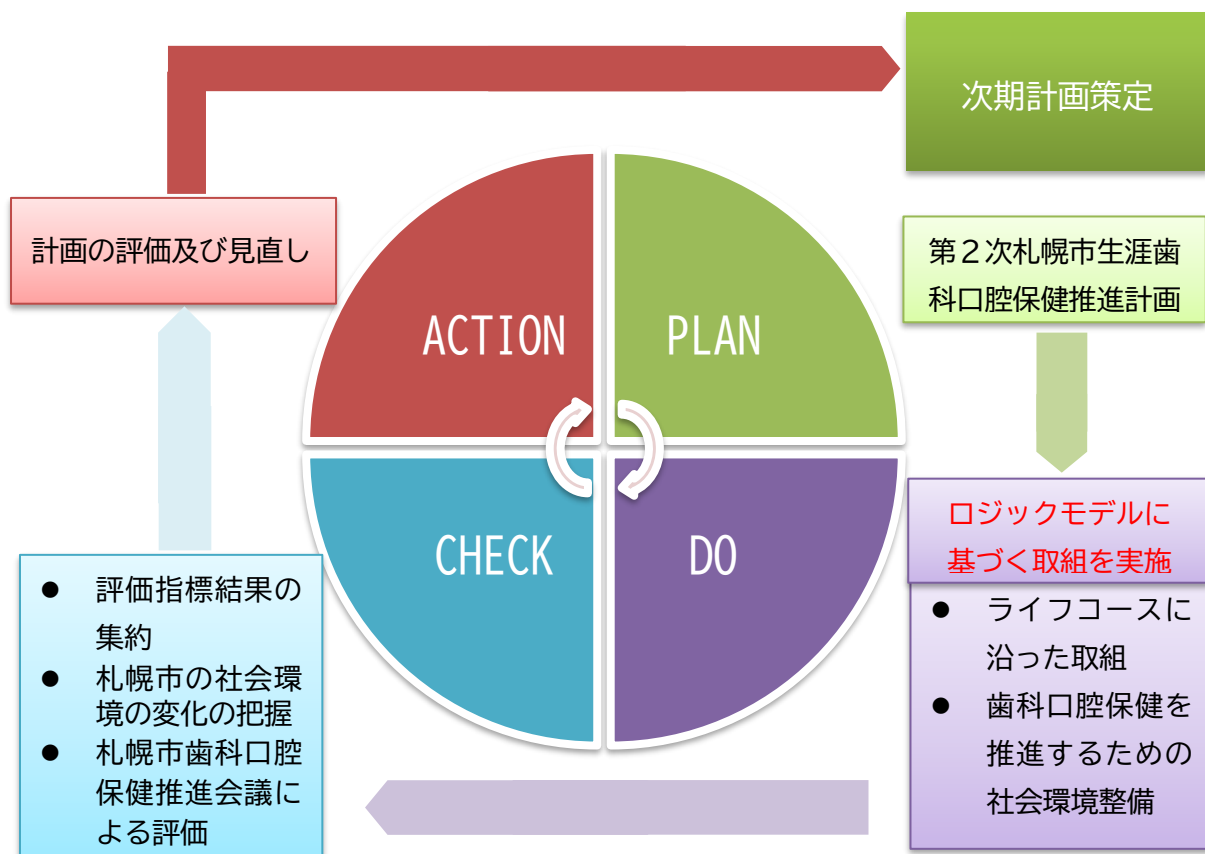 次期計画策定
計画の評価及び見直し
第２次札幌市生涯歯
科口腔保健推進計画
ACTION
PLAN
CHECK
DO
ロジックモデルに
基づく取組を実施
● ライフコースに
沿った取組
● 歯科口腔保健を
推進するための
社会環境整備
● 評価指標結果の
集約
● 札幌市の社会環
境の変化の把握
● 札幌市歯科口腔
保健推進会議に
よる評価